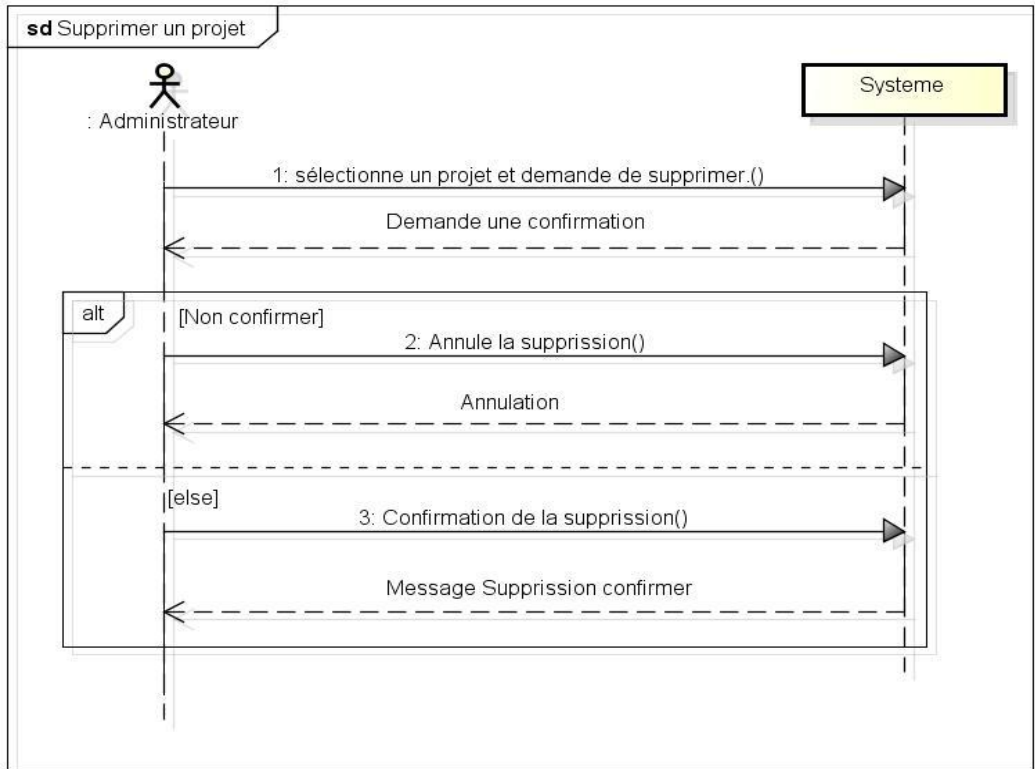 sd Supprimer un projet
: Administrateur
Systeme
1: sélectionne un projet et demande de supprimer.()
Demande une confirmation
alt
[Non confirmer]
2: Annule la supprission()
Annulation
[else]
3: Confirmation de la supprission()
Message Supprission confirmer